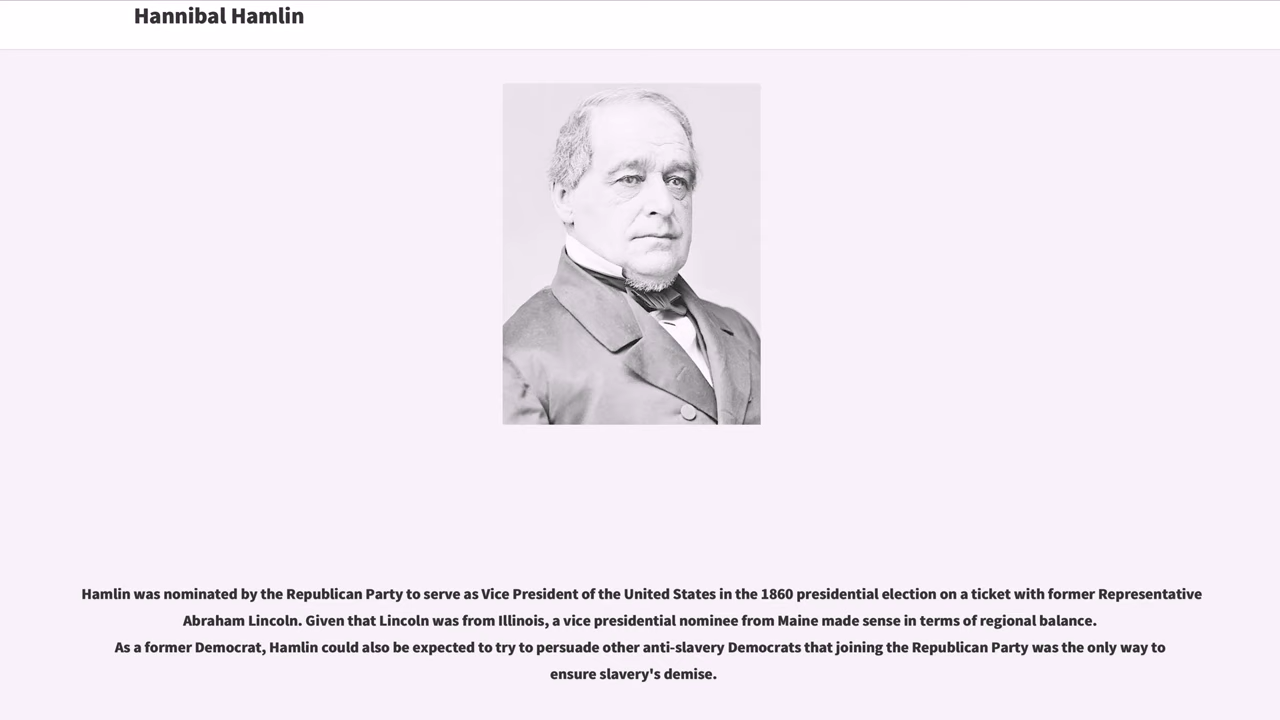 Hannibal Hamlin
Hamlin was nominated by the Republican Party to serve as Vice President of the United States in the 1860 presidential election on a ticket with former Representative
Abraham Lincoln. Given that Lincoln was from Illinois, a vice presidential nominee from Maine made sense in terms of regional balance.
As a former Democrat, Hamlin could also be expected to try to persuade other anti-slavery Democrats that joining the Republican Party was the only way to
ensure slavery's demise.